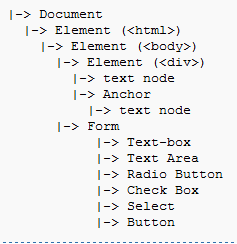 |-> Document
|-> Element (<html>)
|-> Element (<body>)
|-> Element (<div>)
|-> text node
|-> Anchor
|-> text node
|-> Form
|-> Text-box
|-> Text Area
|-> Radio Button
|-> Check Box
|-> Select
|-> Button